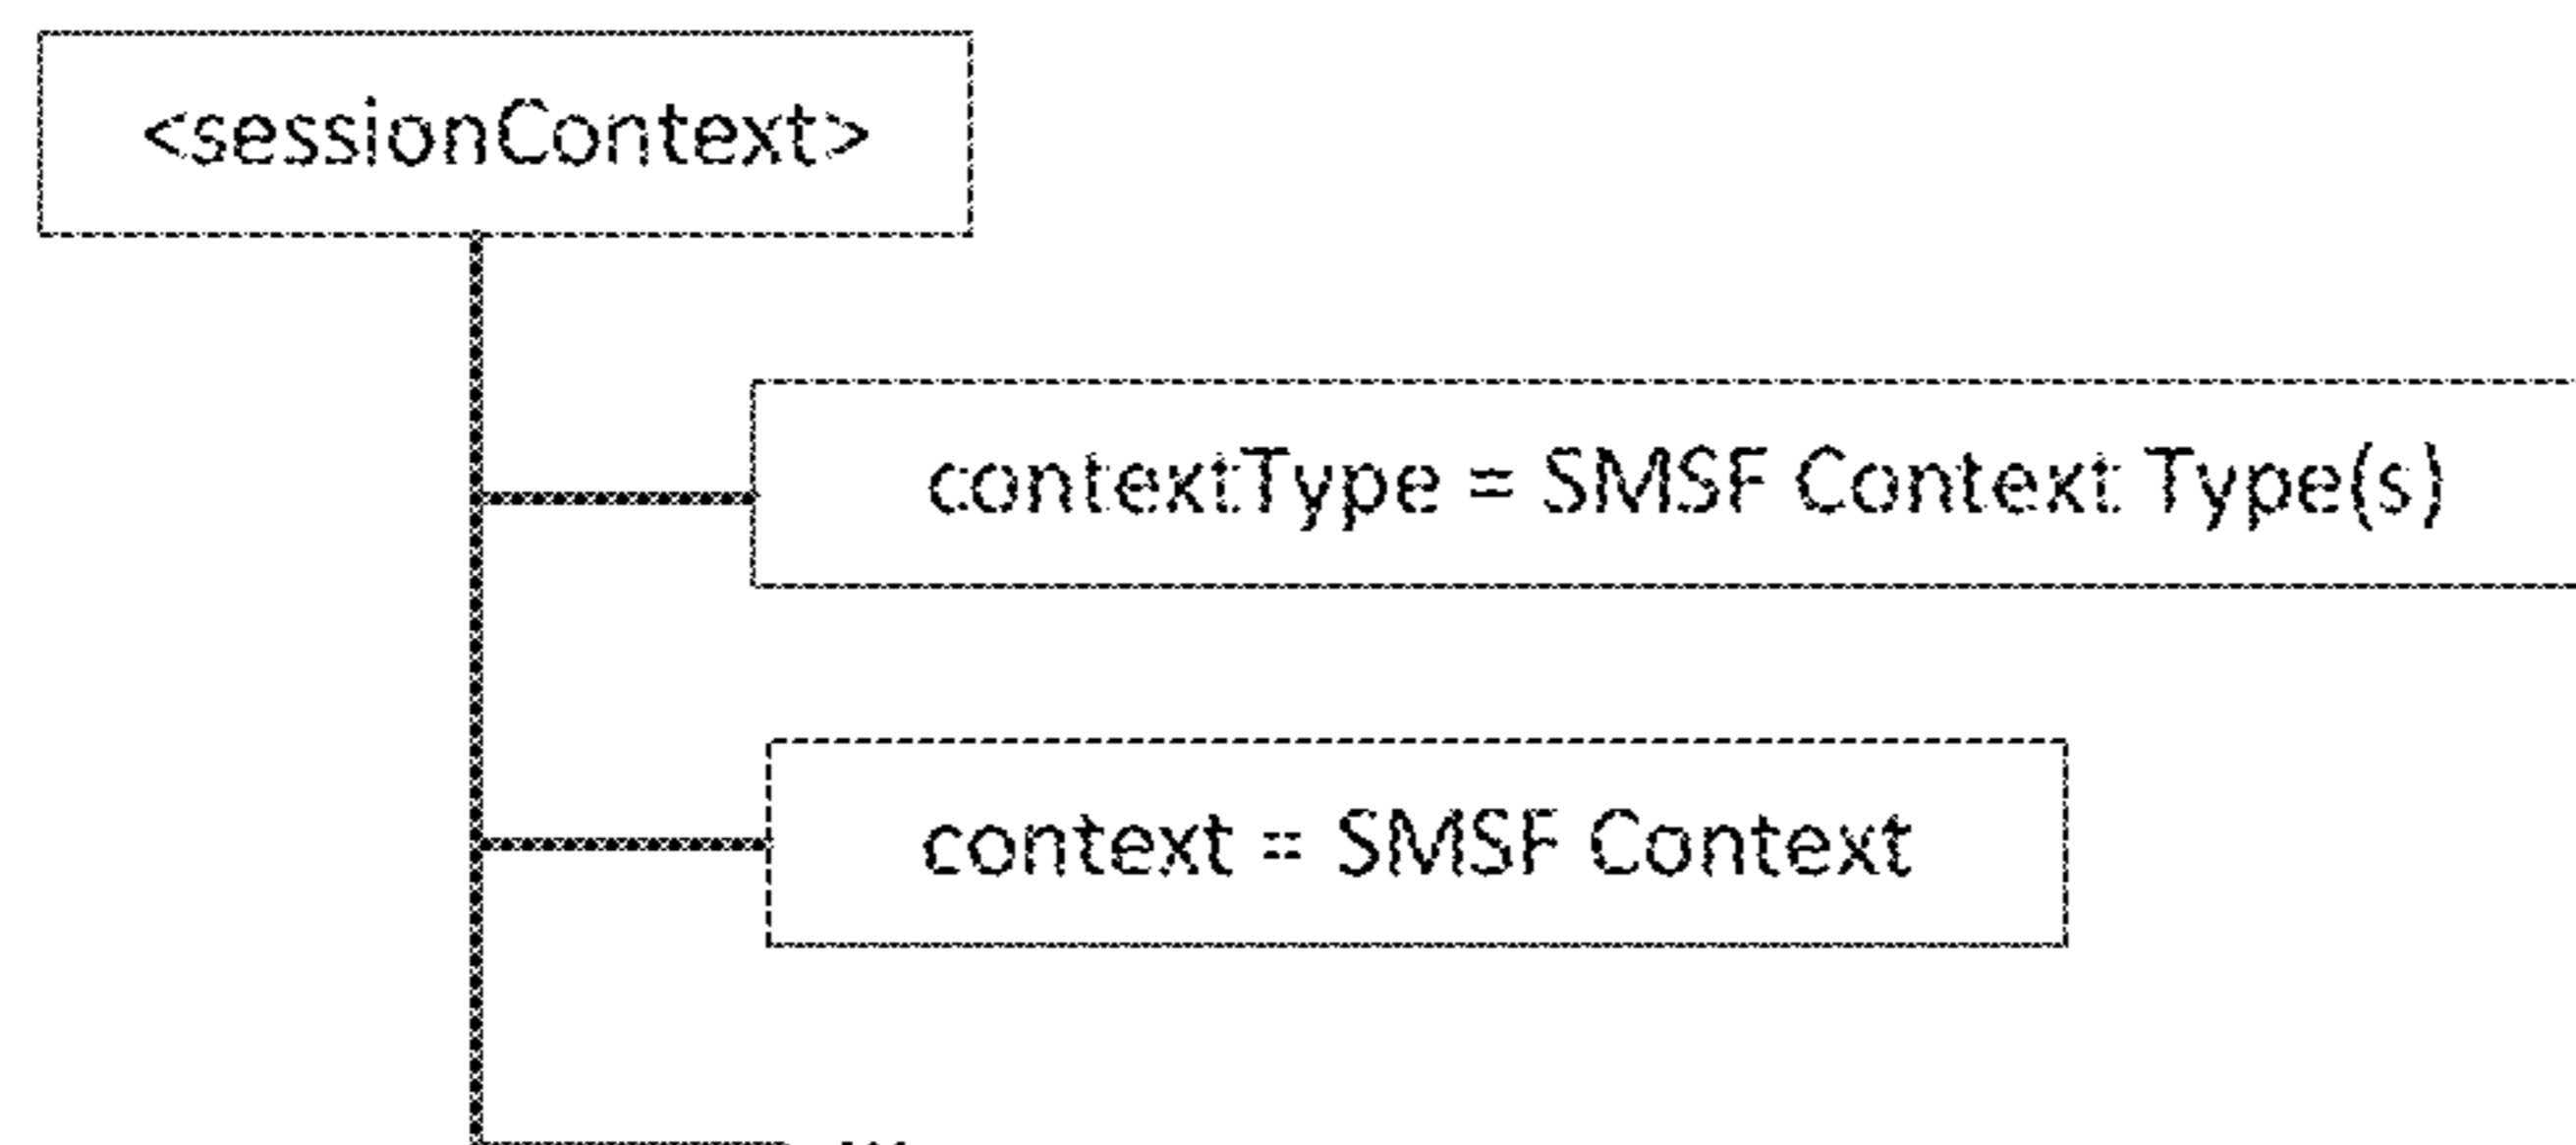 <sessionContext>
contextType = SMSF Context Type(s)
context = SMSF Context